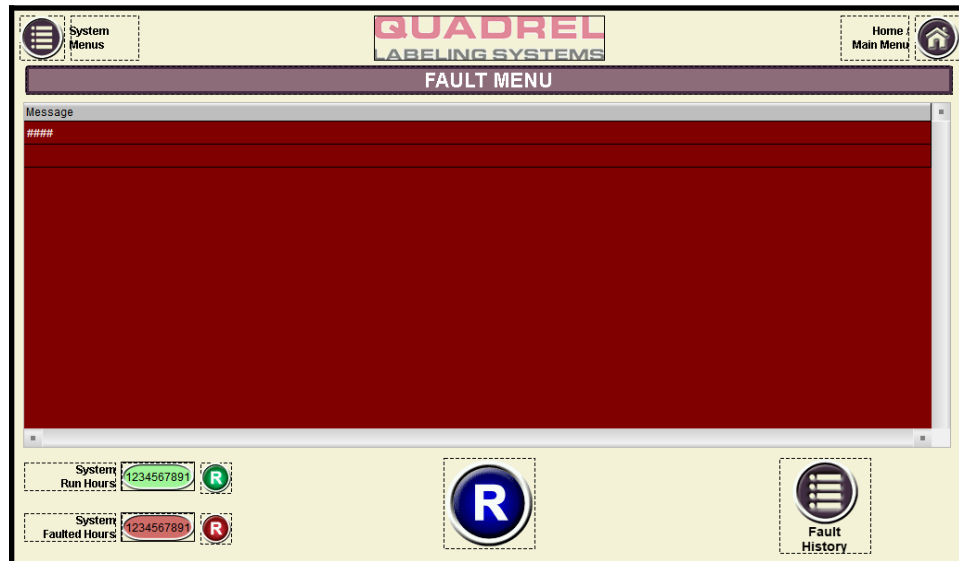 System
Menus
QUADREL
LABELING SYSTEMS
Home /
Main Menu
FAULT MENU
Message
####
System
Run Hours
1234567891
R
System
Faulted Hours
1234567891
R
R
Fault
History